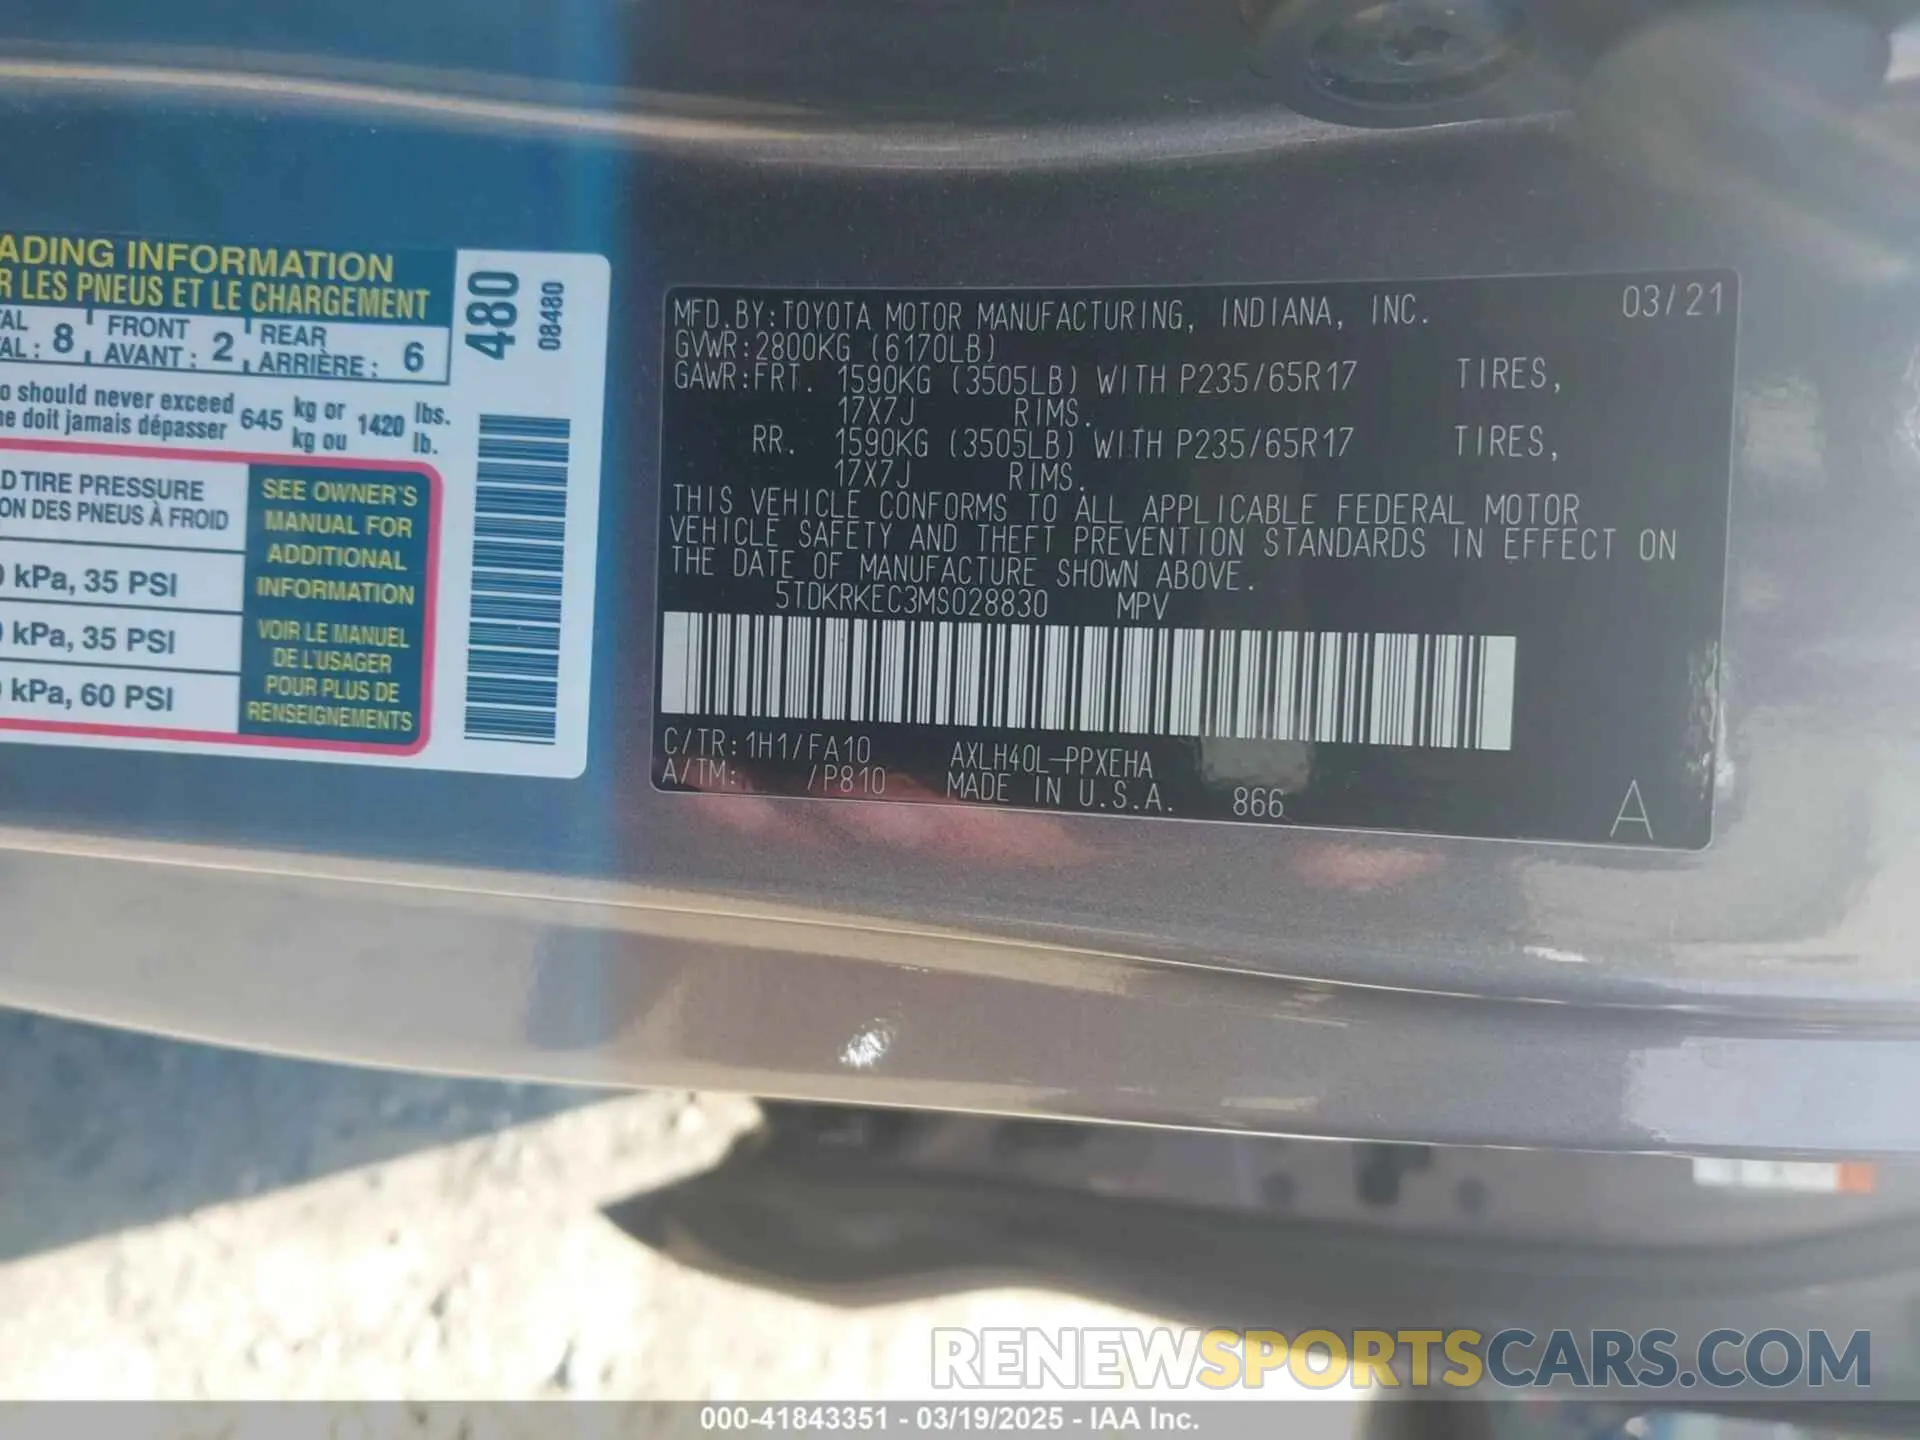 ADING INFORMATION
R LES PNEUS ET LE CHARGEMENT
TAL 8 FRONT 2 REAR 6
TAL: AVANT: ARRIÈRE:
o should never exceed 645 kg or 1420 lbs.
ne doit jamais dépasser kg ou lb.
D TIRE PRESSURE
ON DES PNEUS À FROID
0 kPa, 35 PSI
0 kPa, 35 PSI
0 kPa, 60 PSI
SEE OWNER'S
MANUAL FOR
ADDITIONAL
INFORMATION
VOIR LE MANUEL
DE L'USAGER
POUR PLUS DE
RENSEIGNEMENTS
480
08480
MFD.BY:TOYOTA MOTOR MANUFACTURING, INDIANA, INC. 03/21
GVWR:2800KG (6170LB)
GAWR:FRT. 1590KG (3505LB) WITH P235/65R17 TIRES,
17X7J RIMS.
RR. 1590KG (3505LB) WITH P235/65R17 TIRES,
17X7J RIMS.
THIS VEHICLE CONFORMS TO ALL APPLICABLE FEDERAL MOTOR
VEHICLE SAFETY AND THEFT PREVENTION STANDARDS IN EFFECT ON
THE DATE OF MANUFACTURE SHOWN ABOVE.
5TDKRKEC3MS028830 MPV
C/TR:1H1/FA10 AXLH40L-PPXEHA
A/TM: /P810 MADE IN U.S.A. 866
A
RENEWSPORTSCARS.COM
000-41843351 - 03/19/2025 - IAA Inc.